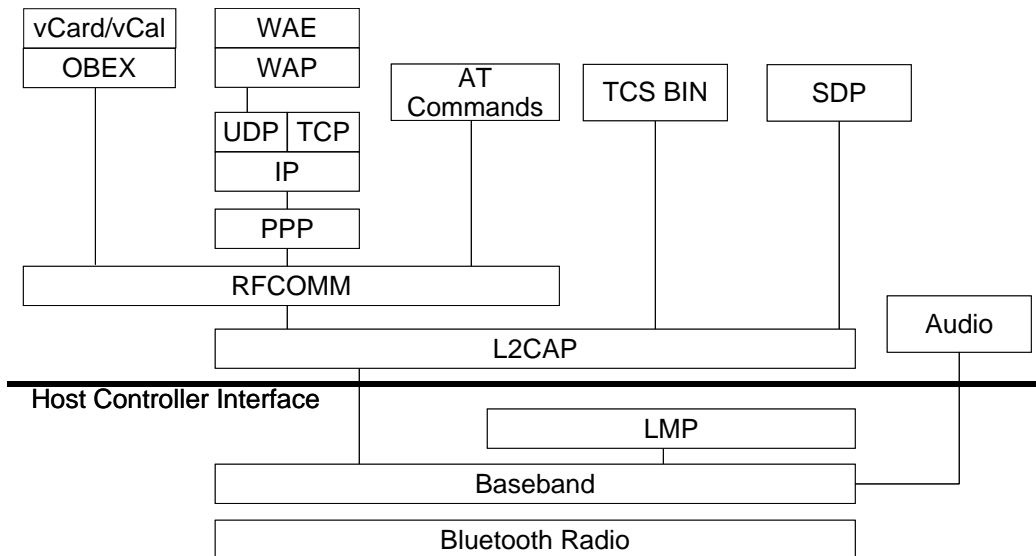 vCard/vCal
OBEX
WAE
WAP
UDP TCP
IP
PPP
AT
Commands
TCS BIN
SDP
RFCOMM
L2CAP
Audio
Host Controller Interface
LMP
Baseband
Bluetooth Radio